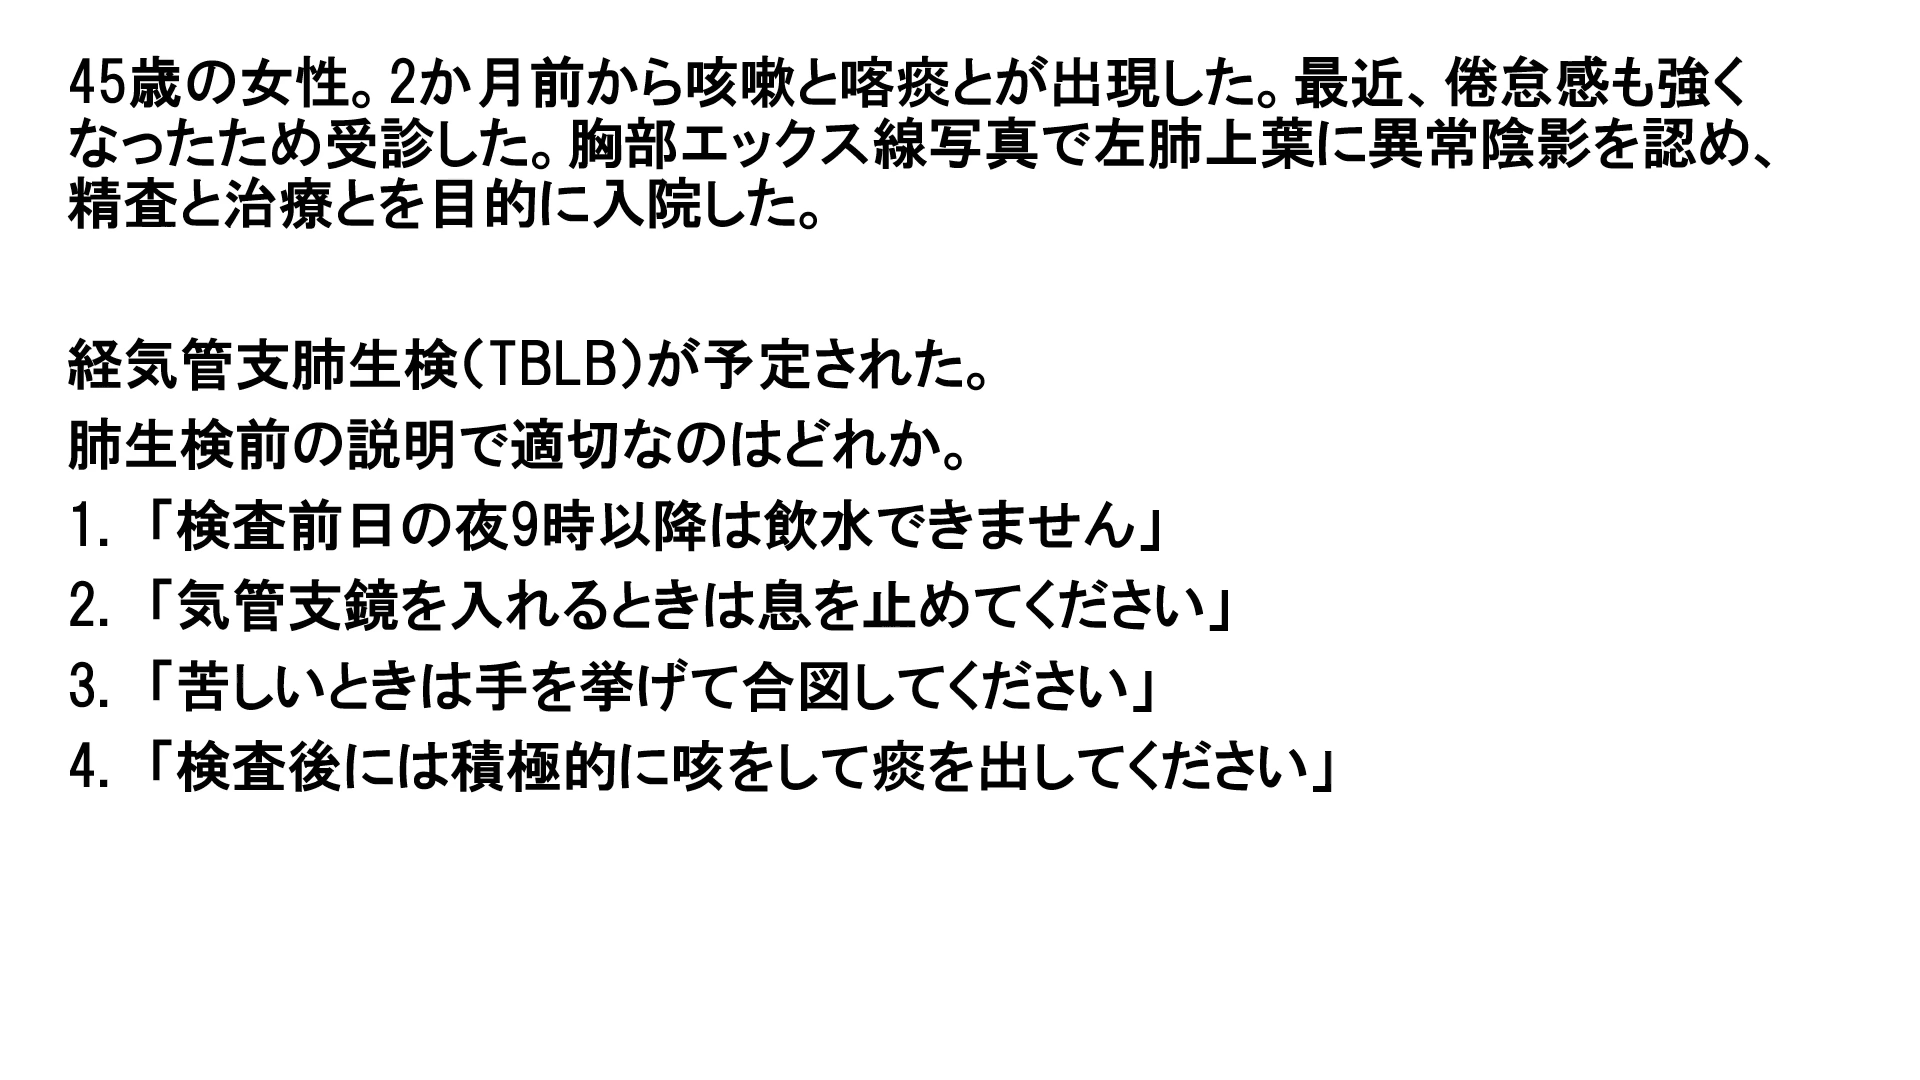 45歳の女性。2か月前から咳嗽と喀痰とが出現した。最近、倦怠感も強く
なったため受診した。胸部エックス線写真で左肺上葉に異常陰影を認め、
精査と治療とを目的に入院した。
経気管支肺生検（TBLB）が予定された。
肺生検前の説明で適切なのはどれか。
1. 「検査前日の夜9時以降は飲水できません」
2. 「気管支鏡を入れるときは息を止めてください」
3. 「苦しいときは手を挙げて合図してください」
4. 「検査後には積極的に咳をして痰を出してください」